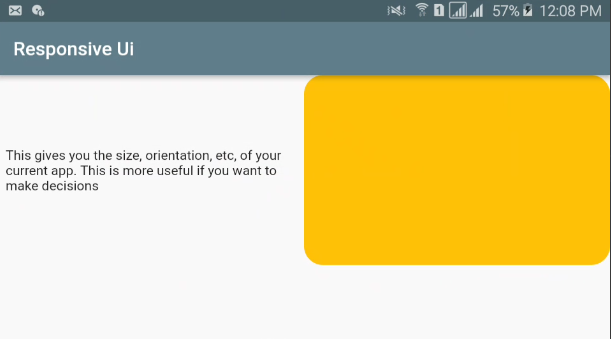 57% 12:08 PM
Responsive Ui
This gives you the size, orientation, etc, of your
current app. This is more useful if you want to
make decisions